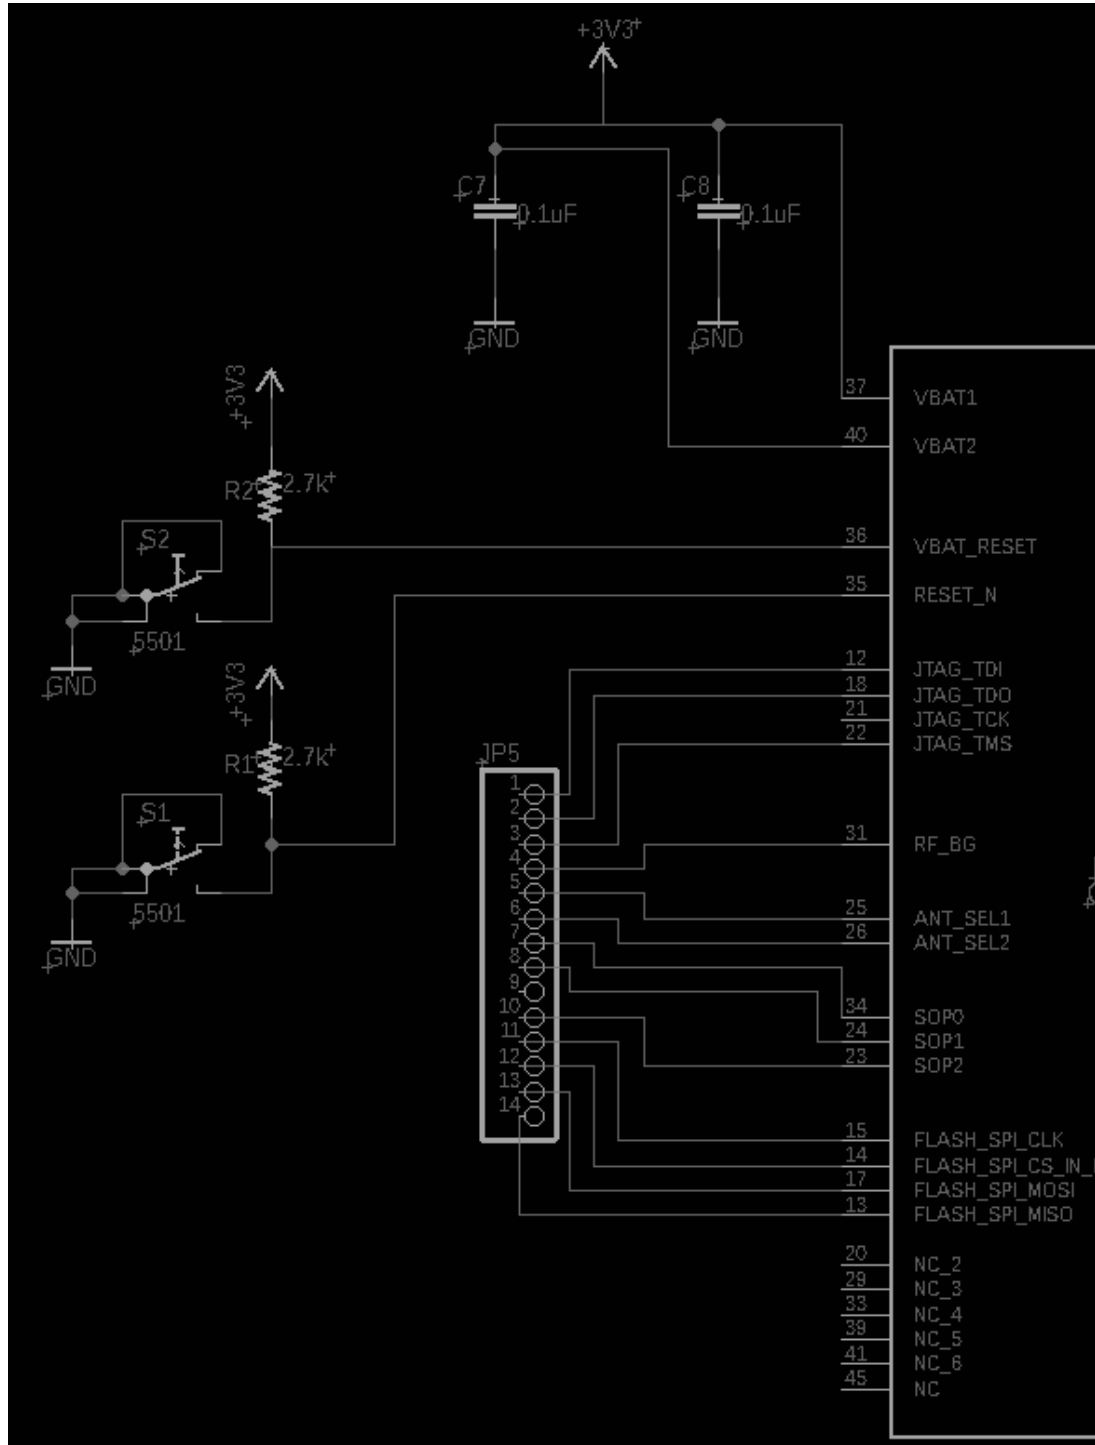 +3V3
C7
0.1uF
C8
0.1uF
GND
GND
+3V3
R2
2.7k
S2
5501
GND
+3V3
R1
2.7k
S1
5501
GND
JP5
1
2
3
4
5
6
7
8
9
10
11
12
13
14
37 VBAT1
40 VBAT2
36 VBAT_RESET
35 RESET_N
12 JTAG_TDI
18 JTAG_TDO
21 JTAG_TCK
22 JTAG_TMS
31 RF_BG
25 ANT_SEL1
26 ANT_SEL2
34 SOP0
24 SOP1
23 SOP2
15 FLASH_SPI_CLK
14 FLASH_SPI_CS_IN_
17 FLASH_SPI_MOSI
13 FLASH_SPI_MISO
20 NC_2
29 NC_3
33 NC_4
39 NC_5
41 NC_6
45 NC